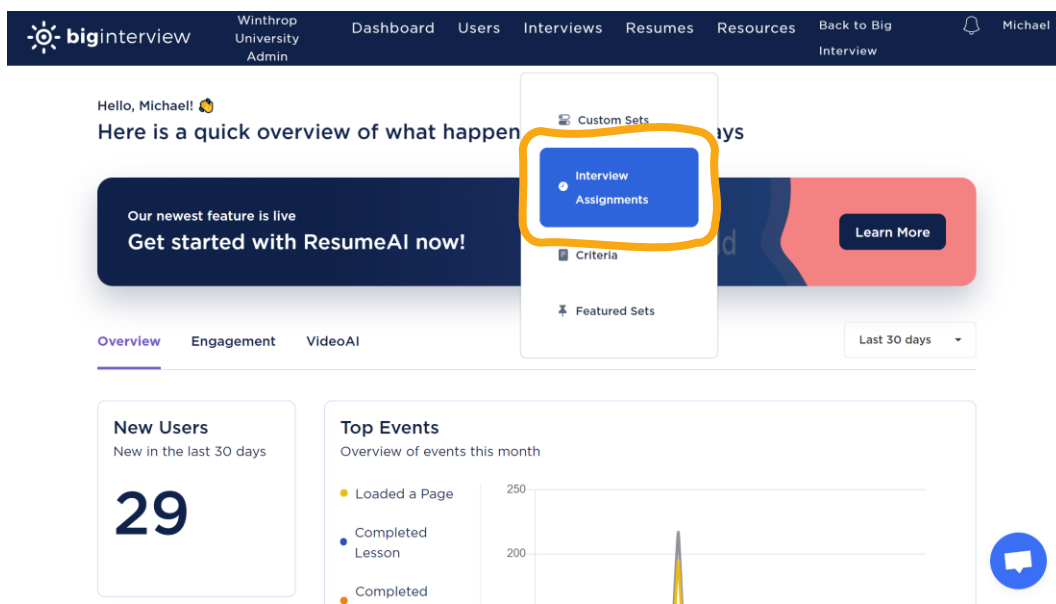 biginterview
Winthrop
University
Admin
Dashboard
Users
Interviews
Resumes
Resources
Back to Big
Interview
Michael
Hello, Michael!
Here is a quick overview of what happen
ays
Custom Sets
Interview
Assignments
Criteria
Featured Sets
Our newest feature is live
Get started with ResumeAI now!
d
Learn More
Overview
Engagement
VideoAI
Last 30 days
New Users
New in the last 30 days
29
Top Events
Overview of events this month
Loaded a Page
Completed
Lesson
Completed
250
200